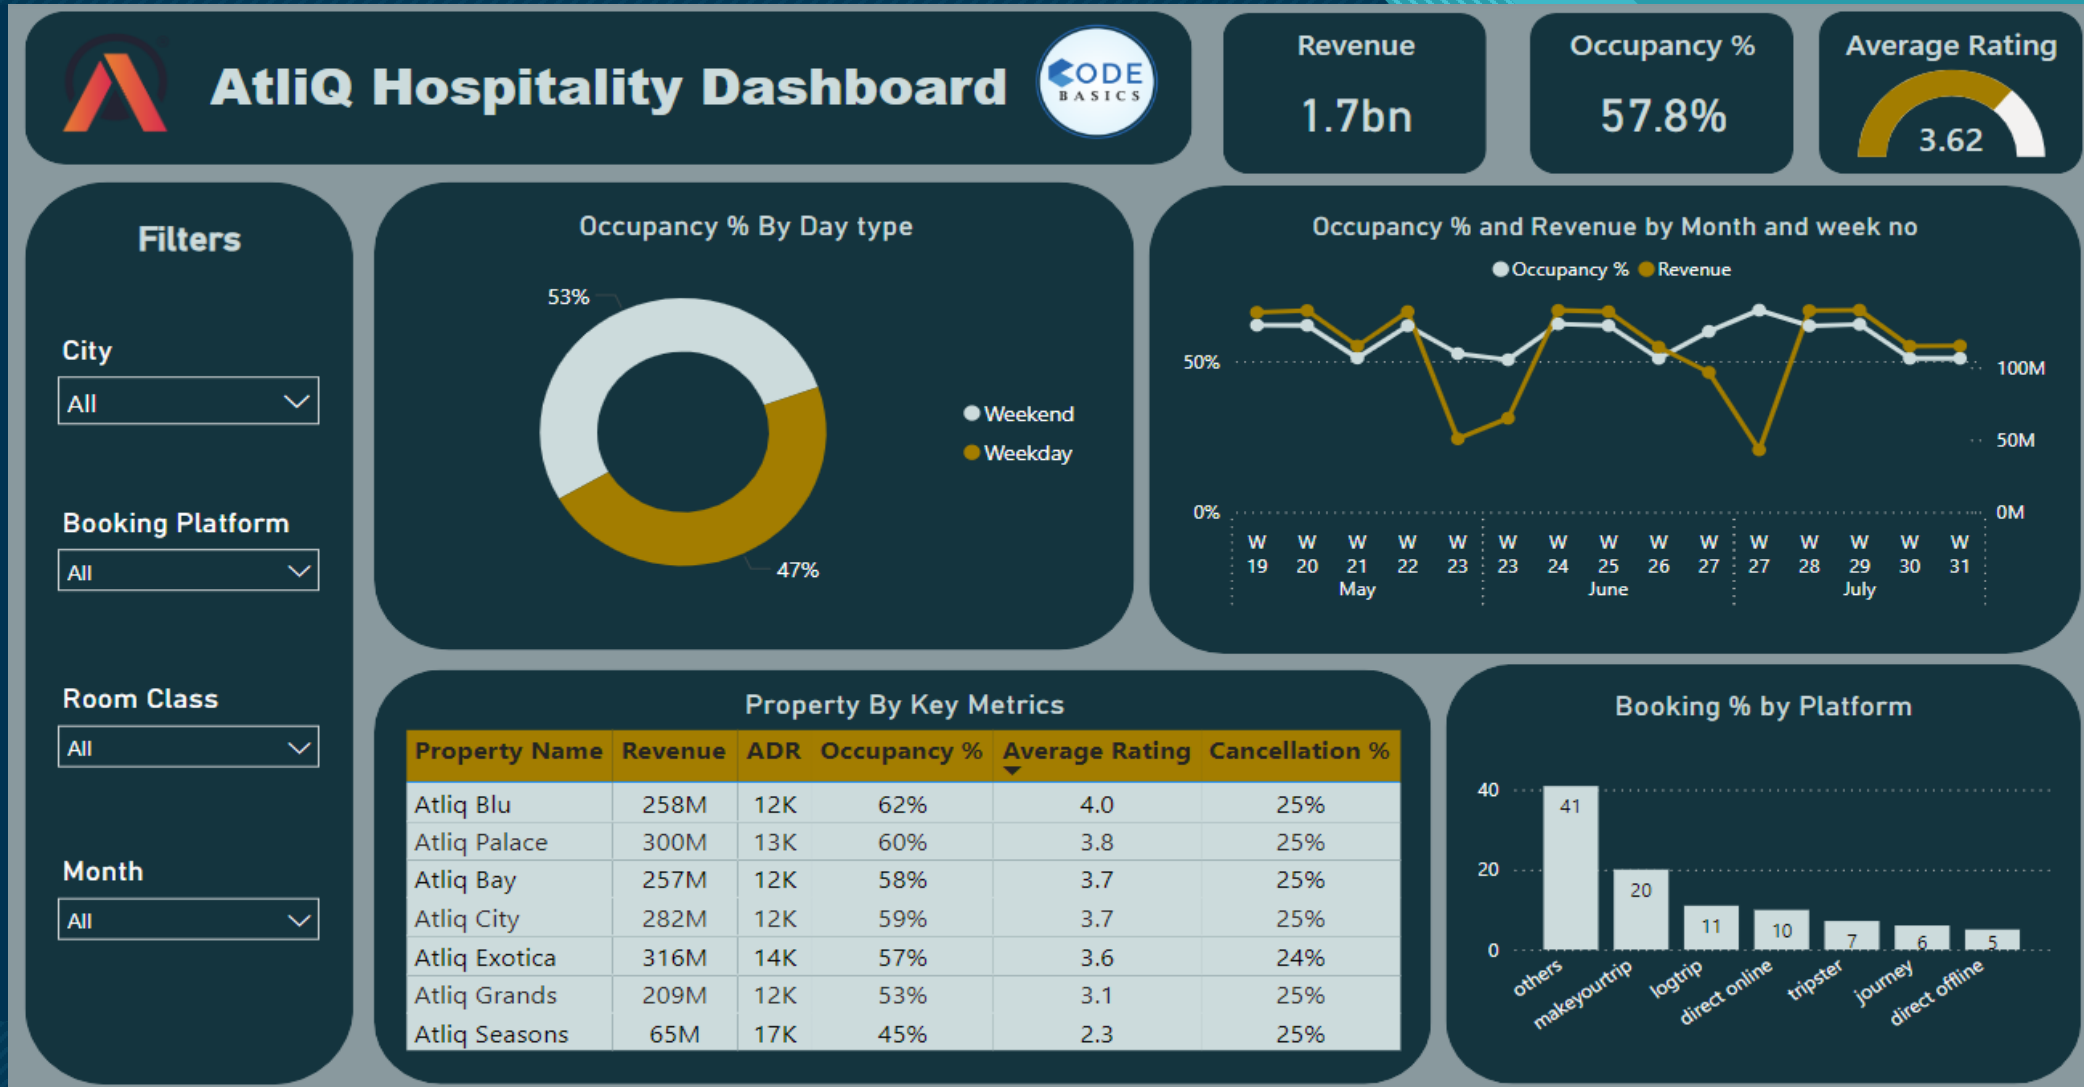 AtliQ Hospitality Dashboard
CODE
BASICS
Revenue
1.7bn
Occupancy %
57.8%
Average Rating
3.62
Filters
City
All
Booking Platform
All
Room Class
All
Month
All
Occupancy % By Day type
53%
47%
Weekend
Weekday
Occupancy % and Revenue by Month and week no
Occupancy % Revenue
50% 100M
50M
0% 0M
W W W W W W W W W W W W W W W
19 20 21 22 23 23 24 25 26 27 27 28 29 30 31
May June July
Property By Key Metrics
Property Name Revenue ADR Occupancy % Average Rating Cancellation %
Atliq Blu 258M 12K 62% 4.0 25%
Atliq Palace 300M 13K 60% 3.8 25%
Atliq Bay 257M 12K 58% 3.7 25%
Atliq City 282M 12K 59% 3.7 25%
Atliq Exotica 316M 14K 57% 3.6 24%
Atliq Grands 209M 12K 53% 3.1 25%
Atliq Seasons 65M 17K 45% 2.3 25%
Booking % by Platform
40
20
0
41 20 11 10 7 6 5
others makeyourtrip logtrip direct online tripster journey direct offline